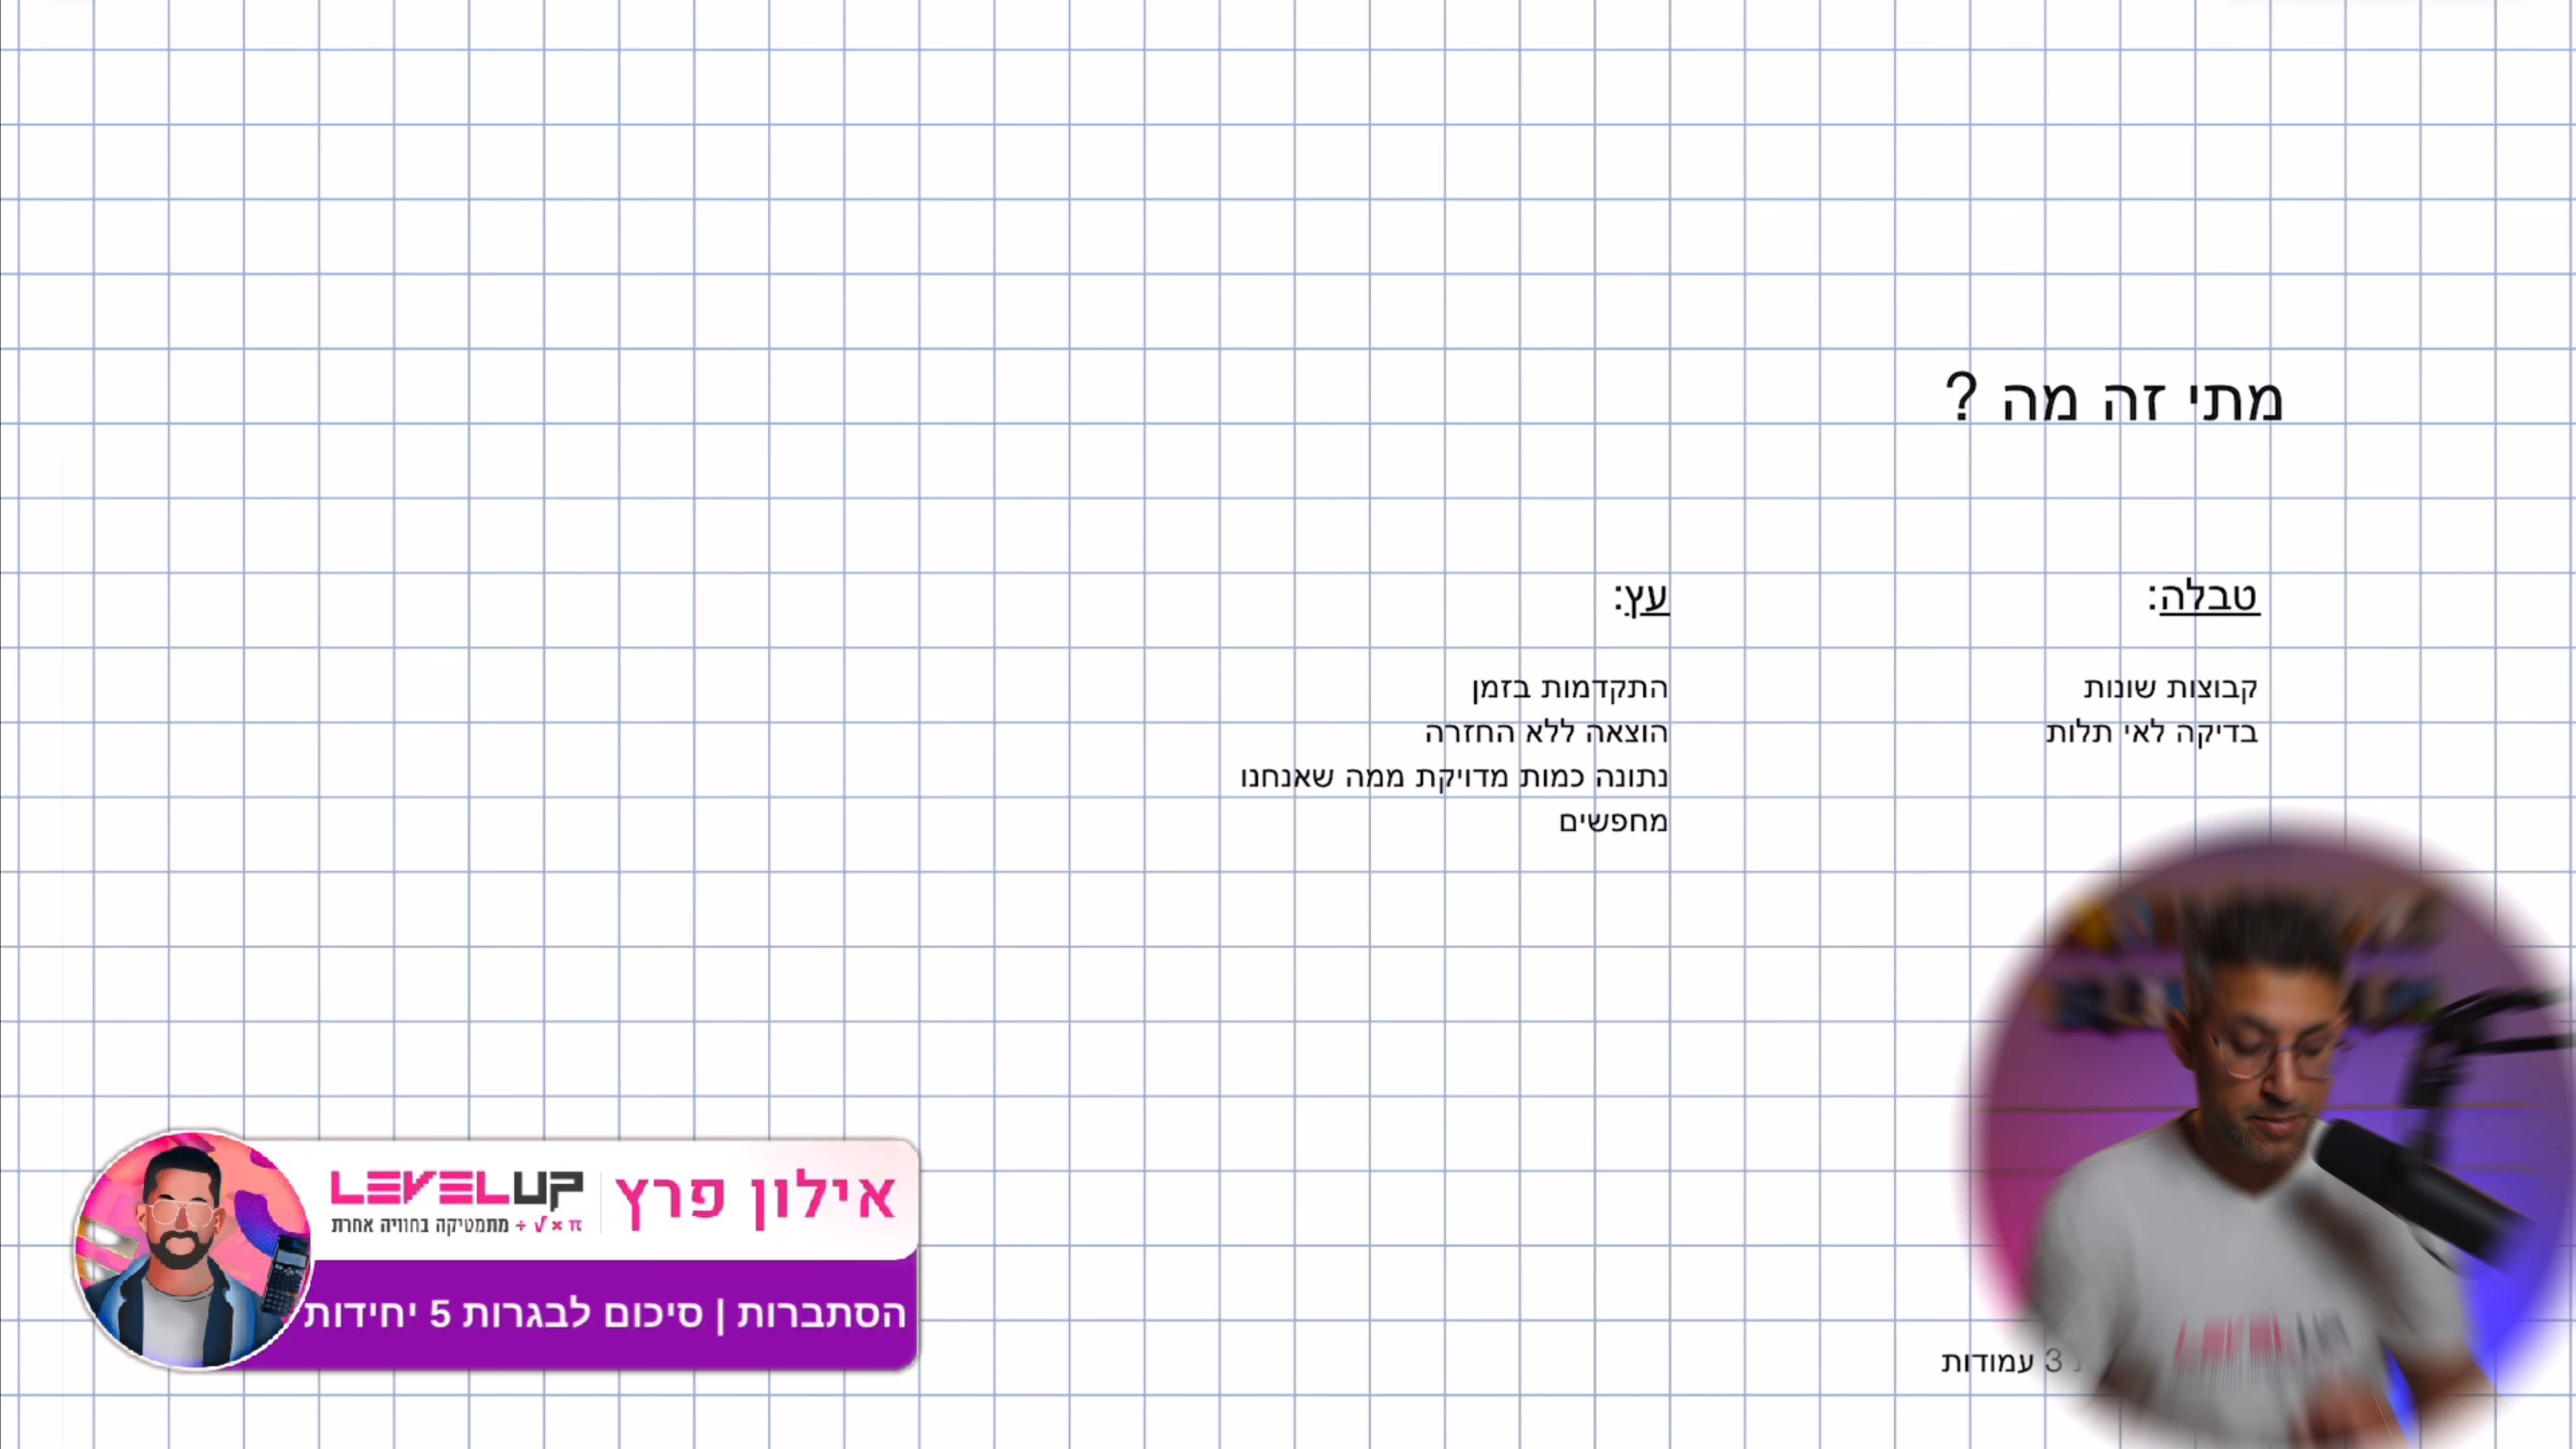 מתי זה מה ?
טבלה:
קבוצות שונות
בדיקה לאי תלות
עץ:
התקדמות בזמן
הוצאה ללא החזרה
נתונה כמות מדויקת ממה שאנחנו
מחפשים
3 עמודות
אילון פרץ
LEVELUP
מתמטיקה בחוויה אחרת ÷ √ × π
הסתברות | סיכום לבגרות 5 יחידות